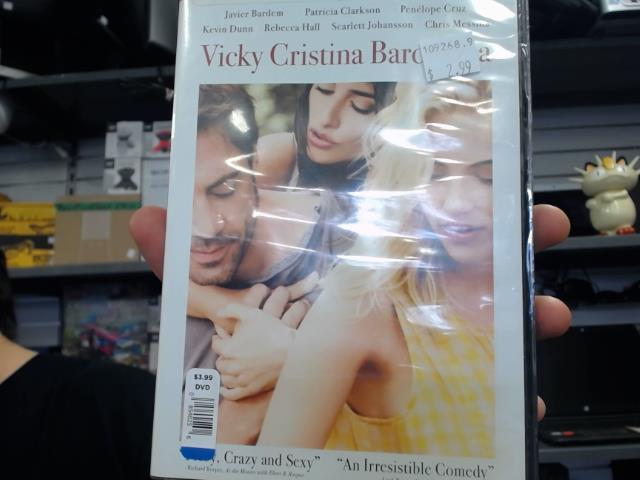 Javier Bardem Patricia Clarkson Penélope Cruz
Kevin Dunn Rebecca Hall Scarlett Johansson Chris Messina
Vicky Cristina Barc a
109268.9
$ 2.99
$3.99
DVD
Crazy and Sexy” “An Irresistible Comedy”